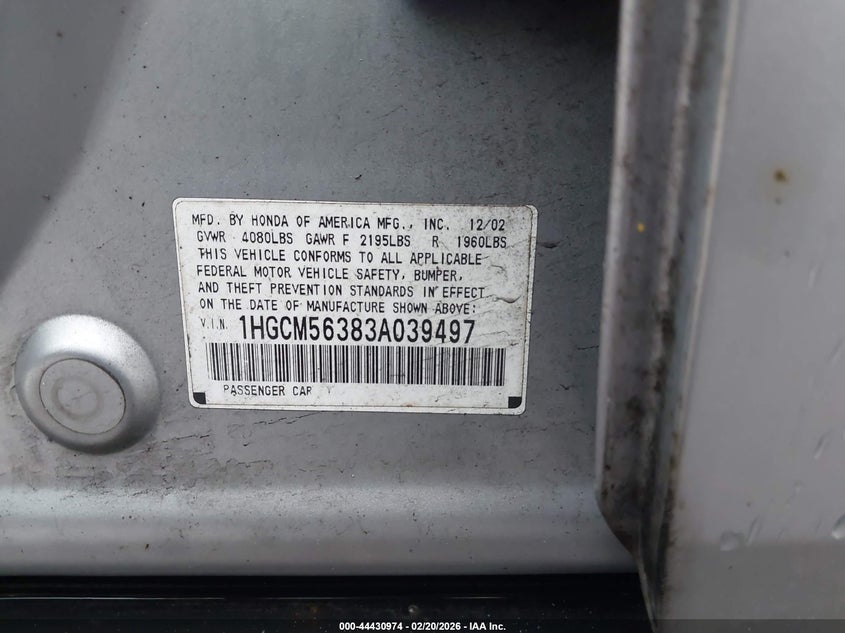 MFD. BY HONDA OF AMERICA MFG., INC. 12/02
GVWR 4080LBS GAWR F 2195LBS R 1960LBS
THIS VEHICLE CONFORMS TO ALL APPLICABLE
FEDERAL MOTOR VEHICLE SAFETY, BUMPER,
AND THEFT PREVENTION STANDARDS IN EFFECT
ON THE DATE OF MANUFACTURE SHOWN ABOVE:
V.I.N. 1HGCM56383A039497
PASSENGER CAR Y
000-44430974 | 02/20/2026 - IAA Inc.